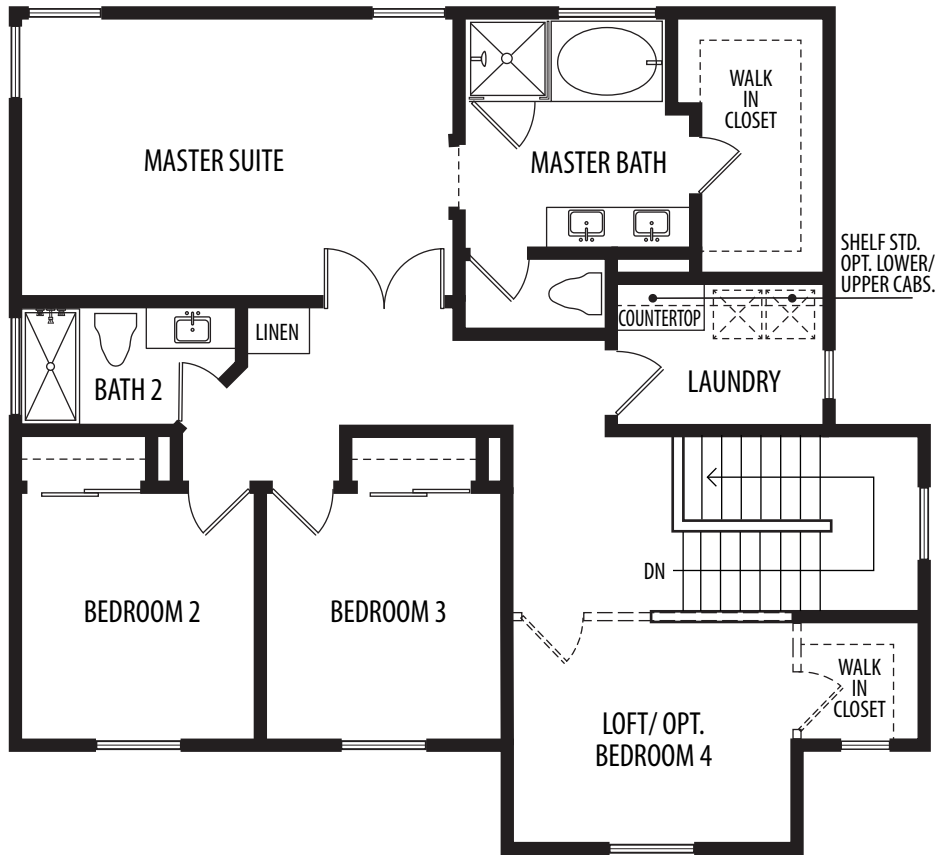 WALK
IN
CLOSET
MASTER SUITE
MASTER BATH
SHELF STD.
OPT. LOWER/
UPPER CABS.
COUNTERTOP
LINEN
BATH 2
LAUNDRY
DN
BEDROOM 2
BEDROOM 3
WALK
IN
CLOSET
LOFT/ OPT.
BEDROOM 4